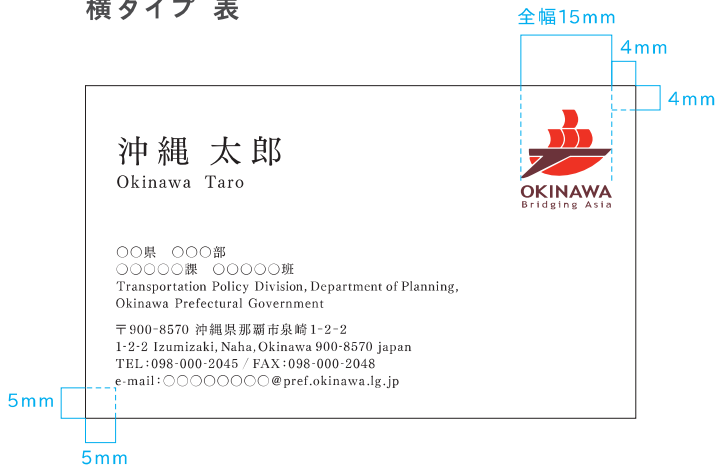 横タイプ 表
全幅15mm
4mm
4mm
沖縄 太郎
Okinawa Taro
OKINAWA
Bridging Asia
○○県　○○○部
○○○○○課　○○○○○班
Transportation Policy Division, Department of Planning,
Okinawa Prefectural Government
〒900-8570 沖縄県那覇市泉崎1-2-2
1-2-2 Izumizaki, Naha, Okinawa 900-8570 japan
TEL:098-000-2045 / FAX:098-000-2048
e-mail:○○○○○○○○@pref.okinawa.lg.jp
5mm
5mm